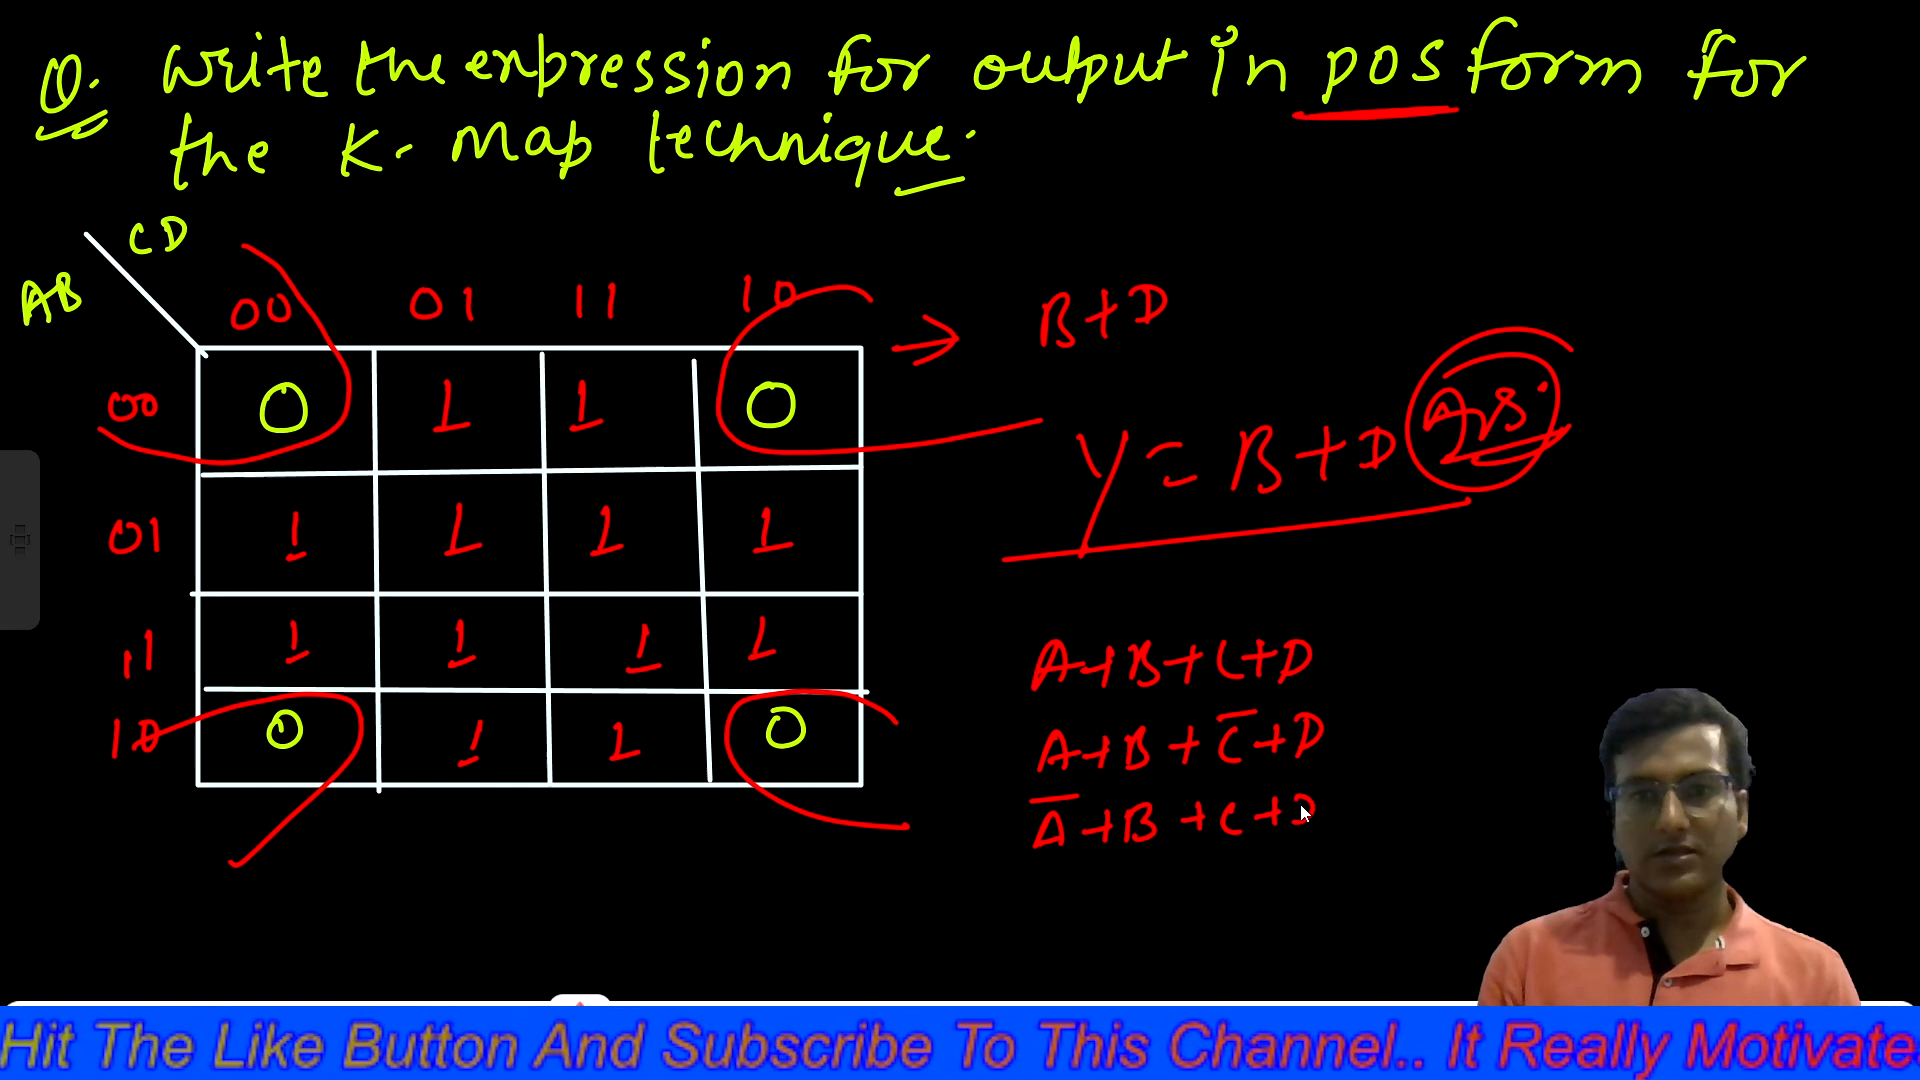 Q. Write the expression for output in POS form for
the K-Map technique.
CD
AB
00 01 11 10
00 0 1 1 0
01 1 1 1 1
11 1 1 1 1
10 0 1 1 0
→ B+D
Y = B+D Ans.
A+B+C+D
A+B+C̅+D
A̅+B+C+D
Hit The Like Button And Subscribe To This Channel.. It Really Motivate